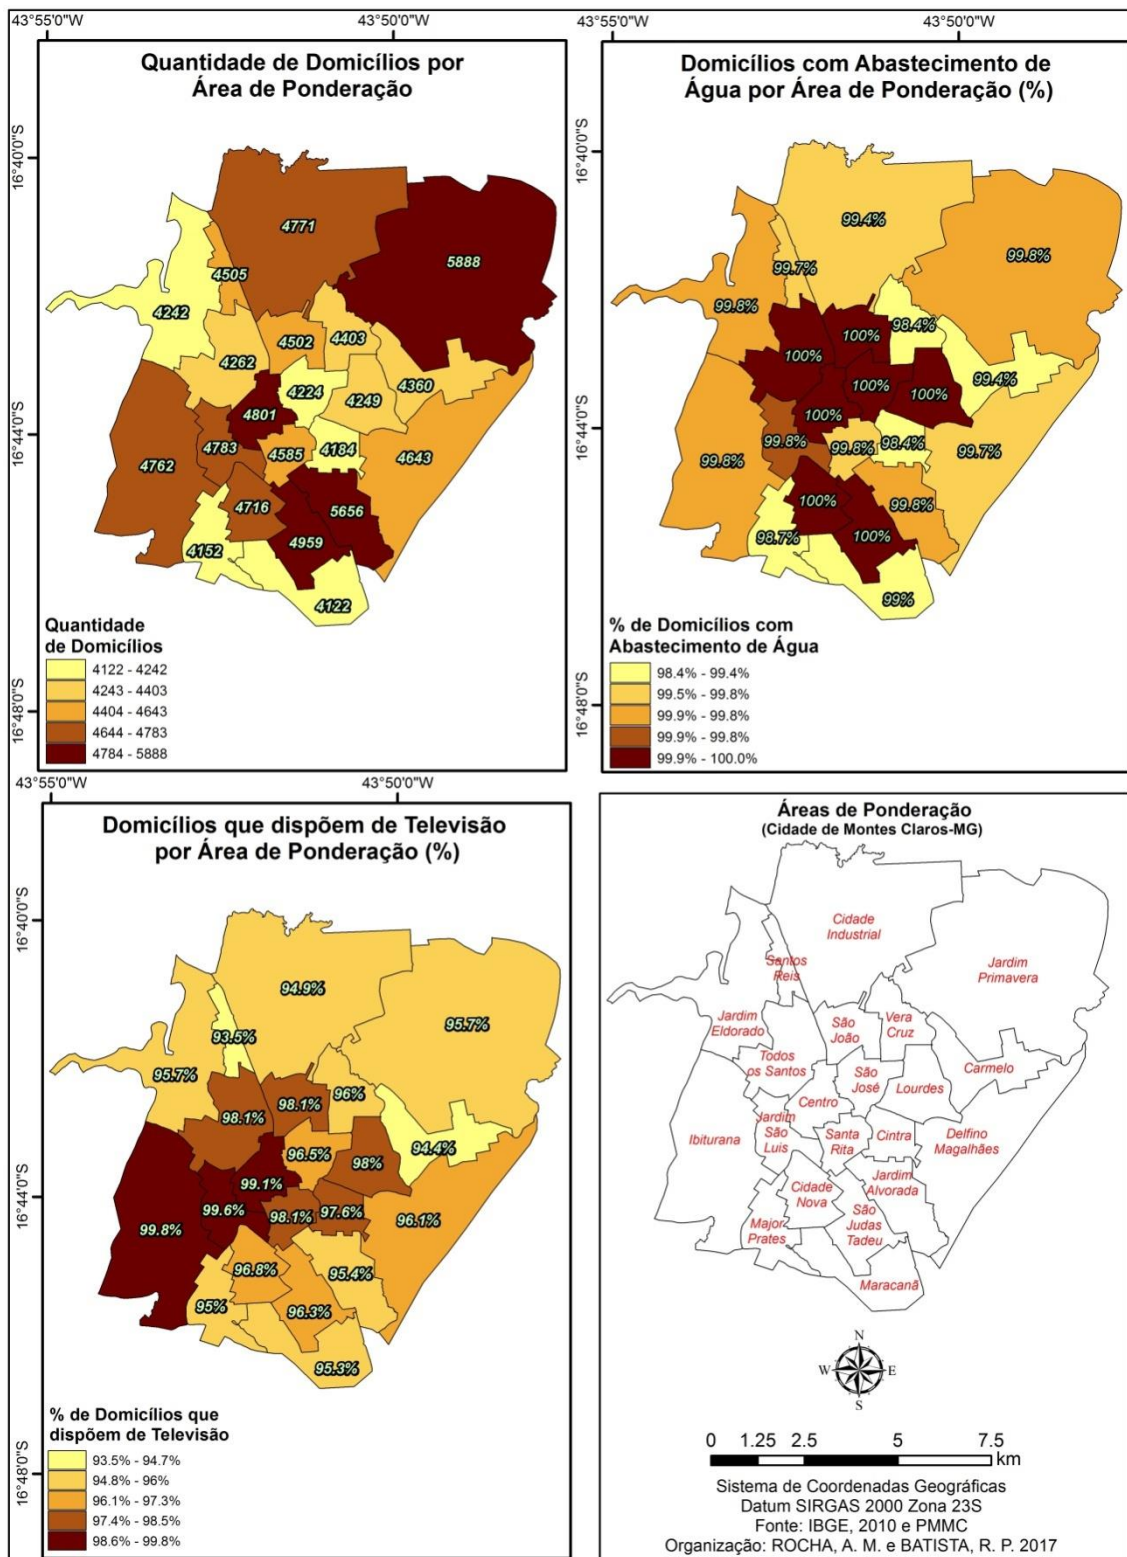 43°55'0"W
43°50'0"W
Quantidade de Domicílios por
Área de Ponderação
16°40'0"S
16°44'0"S
16°48'0"S
4771
5888
4505
4242
4502
4403
4262
4360
4224
4249
4801
4783
4585
4184
4762
4643
4716
5656
4959
4152
4122
Quantidade
de Domicílios
4122 - 4242
4243 - 4403
4404 - 4643
4644 - 4783
4784 - 5888
43°55'0"W
43°50'0"W
Domicílios com Abastecimento de
Água por Área de Ponderação (%)
16°40'0"S
16°44'0"S
16°48'0"S
99.4%
99.8%
99.7%
99.8%
98.4%
100%
100%
99.4%
100%
100%
100%
99.8%
99.8%
98.4%
99.7%
99.8%
100%
99.8%
98.7%
100%
99%
% de Domicílios com
Abastecimento de Água
98.4% - 99.4%
99.5% - 99.8%
99.9% - 99.8%
99.9% - 99.8%
99.9% - 100.0%
43°55'0"W
43°50'0"W
Domicílios que dispõem de Televisão
por Área de Ponderação (%)
16°40'0"S
16°44'0"S
16°48'0"S
94.9%
95.7%
93.5%
95.7%
96%
98.1%
98.1%
94.4%
96.5%
98%
99.1%
99.6%
98.1%
97.6%
96.1%
99.8%
96.8%
95.4%
95%
96.3%
95.3%
% de Domicílios que
dispõem de Televisão
93.5% - 94.7%
94.8% - 96%
96.1% - 97.3%
97.4% - 98.5%
98.6% - 99.8%
Áreas de Ponderação
(Cidade de Montes Claros-MG)
Cidade
Industrial
Santos
Reis
Jardim
Primavera
Jardim
Eldorado
São
João
Vera
Cruz
Todos
os Santos
São
José
Carmelo
Lourdes
Centro
Ibiturana
Jardim
São
Luis
Santa
Rita
Cintra
Delfino
Magalhães
Cidade
Nova
Jardim
Alvorada
São
Judas
Tadeu
Major
Prates
Maracanã
N
W
E
S
0 1.25 2.5 5 7.5
km
Sistema de Coordenadas Geográficas
Datum SIRGAS 2000 Zona 23S
Fonte: IBGE, 2010 e PMMC
Organização: ROCHA, A. M. e BATISTA, R. P. 2017